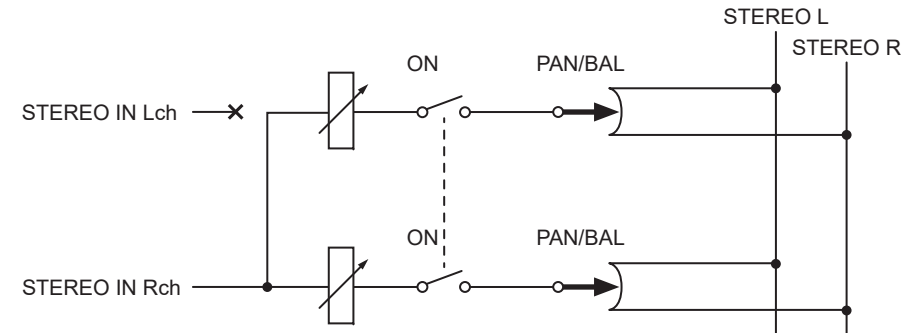 STEREO L
STEREO R
ON
PAN/BAL
STEREO IN Lch
ON
PAN/BAL
STEREO IN Rch